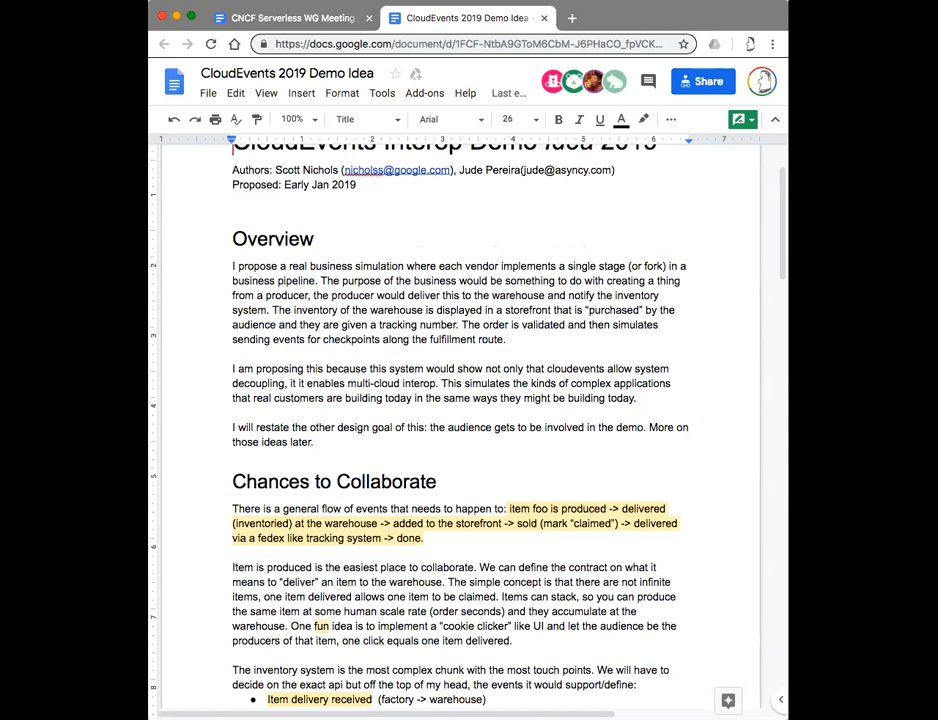 CNCF Serverless WG Meeting
CloudEvents 2019 Demo Idea
https://docs.google.com/document/d/1FCF-NtbA9GToM6CbM-J6PHaCO_fpVCK...
CloudEvents 2019 Demo Idea
File Edit View Insert Format Tools Add-ons Help Last e...
Share
100% Title Arial 26
1 1 2 3 4 5 6 7
CloudEvents Interop Demo Idea 2019
Authors: Scott Nichols (nicholss@google.com), Jude Pereira(jude@asyncy.com)
Proposed: Early Jan 2019
Overview
I propose a real business simulation where each vendor implements a single stage (or fork) in a
business pipeline. The purpose of the business would be something to do with creating a thing
from a producer, the producer would deliver this to the warehouse and notify the inventory
system. The inventory of the warehouse is displayed in a storefront that is “purchased” by the
audience and they are given a tracking number. The order is validated and then simulates
sending events for checkpoints along the fulfillment route.
I am proposing this because this system would show not only that cloudevents allow system
decoupling, it it enables multi-cloud interop. This simulates the kinds of complex applications
that real customers are building today in the same ways they might be building today.
I will restate the other design goal of this: the audience gets to be involved in the demo. More on
those ideas later.
Chances to Collaborate
There is a general flow of events that needs to happen to: item foo is produced -> delivered
(inventoried) at the warehouse -> added to the storefront -> sold (mark “claimed”) -> delivered
via a fedex like tracking system -> done.
Item is produced is the easiest place to collaborate. We can define the contract on what it
means to “deliver” an item to the warehouse. The simple concept is that there are not infinite
items, one item delivered allows one item to be claimed. Items can stack, so you can produce
the same item at some human scale rate (order seconds) and they accumulate at the
warehouse. One fun idea is to implement a “cookie clicker” like UI and let the audience be the
producers of that item, one click equals one item delivered.
The inventory system is the most complex chunk with the most touch points. We will have to
decide on the exact api but off the top of my head, the events it would support/define:
● Item delivery received (factory -> warehouse)